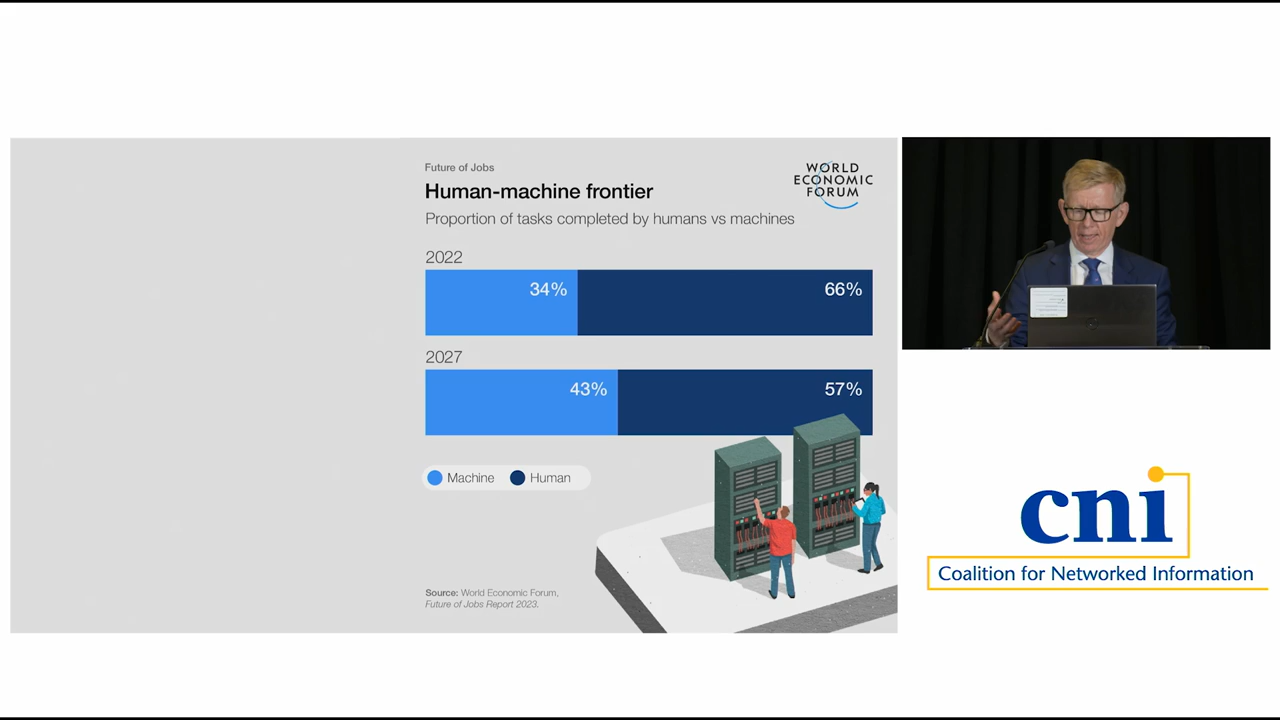 Future of Jobs
Human-machine frontier
Proportion of tasks completed by humans vs machines
WORLD
ECONOMIC
FORUM
2022
34%
66%
2027
43%
57%
Machine
Human
Source: World Economic Forum,
Future of Jobs Report 2023.
cni
Coalition for Networked Information